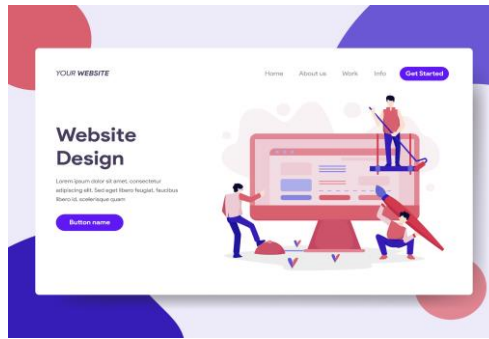 YOUR WEBSITE
Home About us Work Info Get Started
Website
Design
Lorem ipsum dolor sit amet, consectetur
adipiscing elit. Sed eget libero feugiat, faucibus
libero id, scelerisque quam
Button name